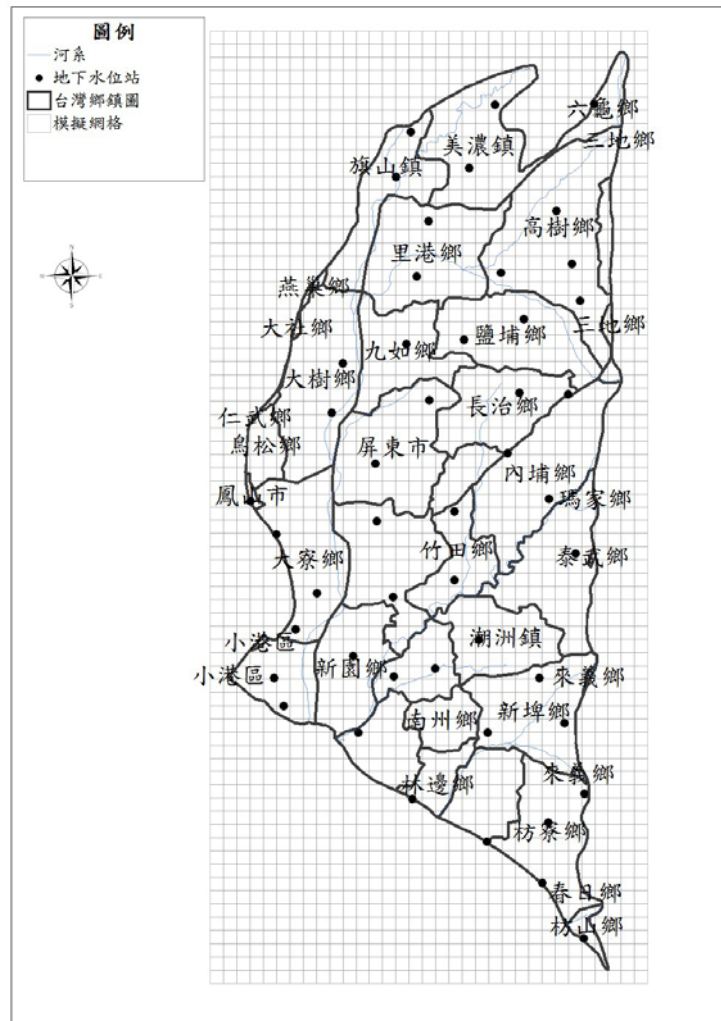 圖例
河系
地下水位站
台灣鄉鎮圖
模擬網格
N
W
E
S
六龜鄉
三地鄉
美濃鎮
旗山鎮
高樹鄉
里港鄉
燕巢鄉
大社鄉
三地鄉
九如鄉
鹽埔鄉
大樹鄉
長治鄉
仁武鄉
鳥松鄉
屏東市
內埔鄉
鳳山市
瑪家鄉
竹田鄉
泰武鄉
大寮鄉
小港區
潮洲鎮
新園鄉
小港區
來義鄉
南州鄉
新埤鄉
來義鄉
林邊鄉
枋寮鄉
春日鄉
枋山鄉